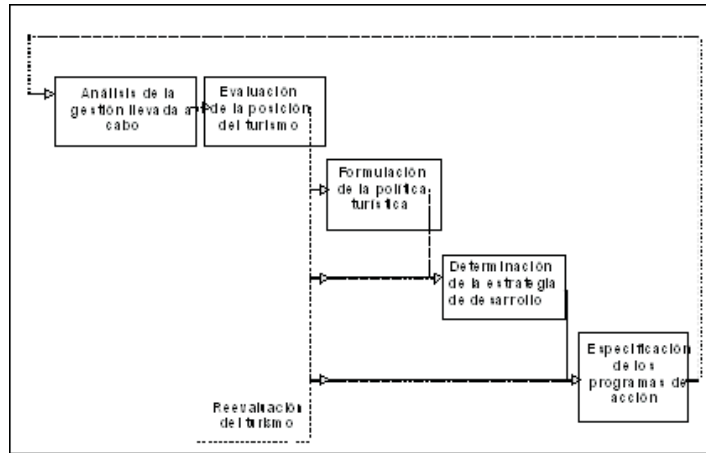 Análisis de la
gestión llevada a
cabo
Evaluación
de la posición
del turismo
Formulación
de la política
turística
Determinación
de la estrategia
de desarrollo
Especificación
de los
programas de
acción
Reevaluación
del turismo